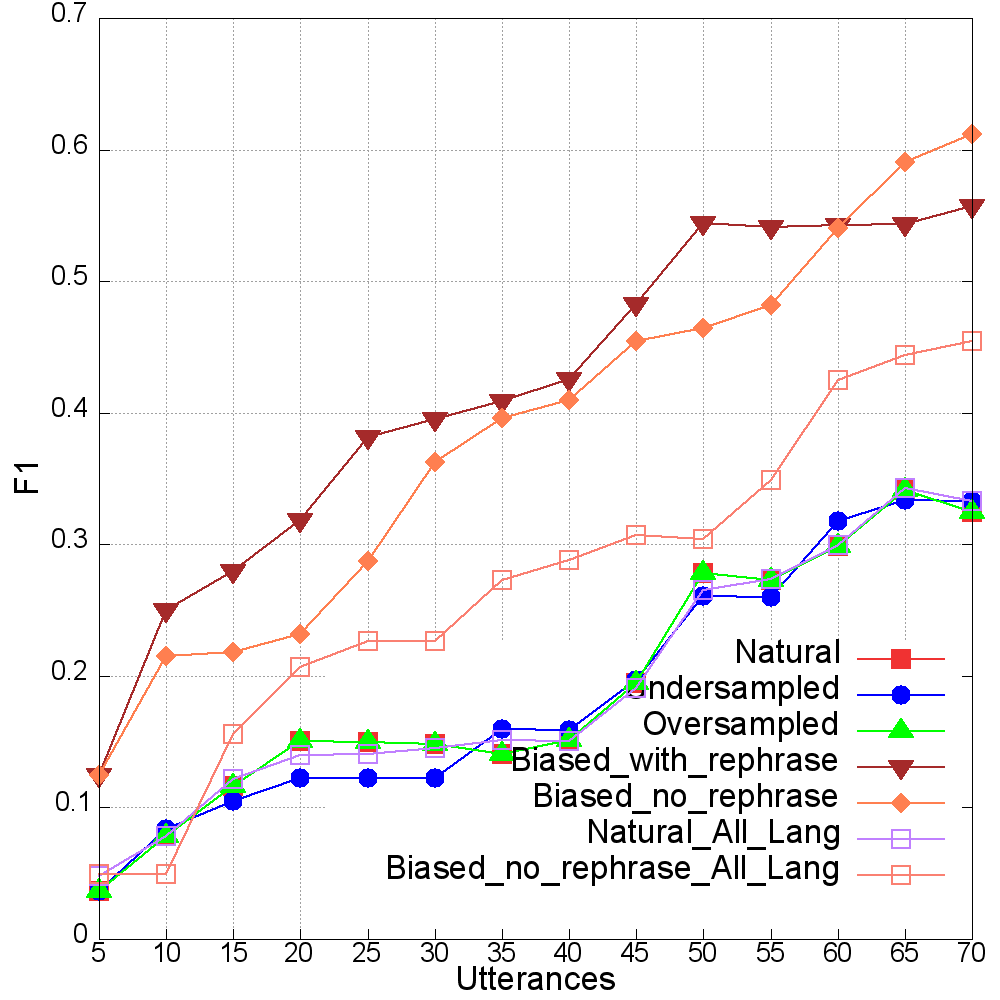 0.7
0.6
0.5
0.4
0.3
0.2
0.1
0
F1
Natural
Undersampled
Oversampled
Biased_with_rephrase
Biased_no_rephrase
Natural_All_Lang
Biased_no_rephrase_All_Lang
5 10 15 20 25 30 35 40 45 50 55 60 65 70
Utterances